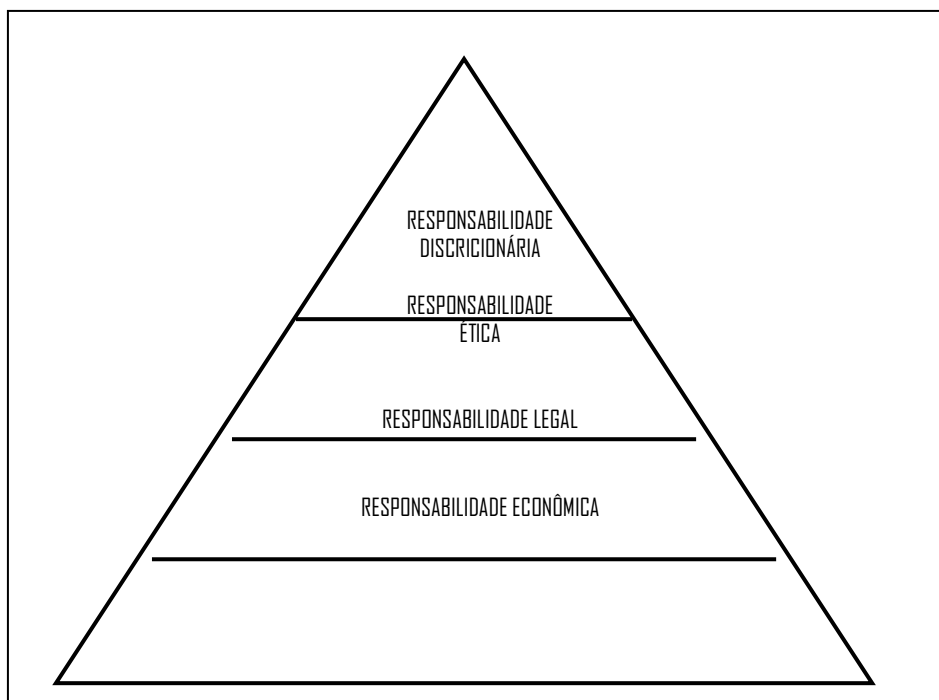 RESPONSABILIDADE
DISCRICIONÁRIA
RESPONSABILIDADE
ÉTICA
RESPONSABILIDADE LEGAL
RESPONSABILIDADE ECONÔMICA